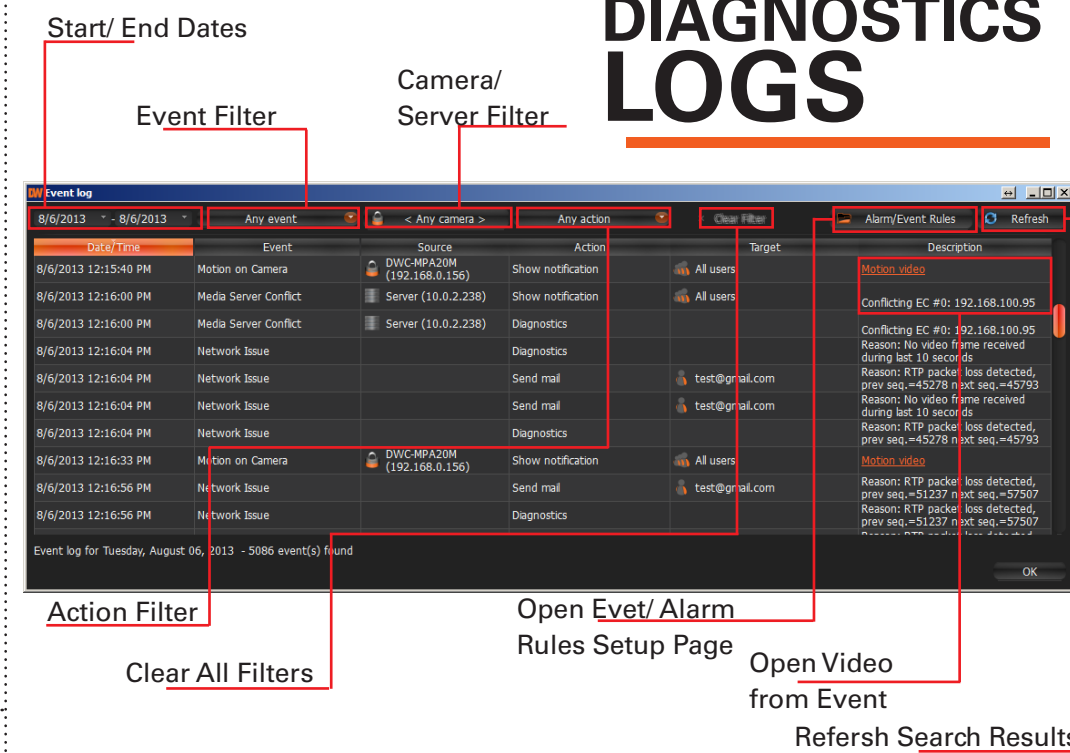 DIAGNOSTICS
LOGS
Start/ End Dates
Event Filter
Camera/
Server Filter
DW Event log
8/6/2013 - 8/6/2013 Any event < Any camera > Any action Clear Filter Alarm/Event Rules Refresh
Date/Time Event Source Action Target Description
8/6/2013 12:15:40 PM Motion on Camera DWC-MPA20M (192.168.0.156) Show notification All users Motion video
8/6/2013 12:16:00 PM Media Server Conflict Server (10.0.2.238) Show notification All users Conflicting EC #0: 192.168.100.95
8/6/2013 12:16:00 PM Media Server Conflict Server (10.0.2.238) Diagnostics Conflicting EC #0: 192.168.100.95
8/6/2013 12:16:04 PM Network Issue Diagnostics Reason: No video frame received during last 10 seconds
8/6/2013 12:16:04 PM Network Issue Send mail test@gmail.com Reason: RTP packet loss detected, prev seq.=45278 next seq.=45793
8/6/2013 12:16:04 PM Network Issue Send mail test@gmail.com Reason: No video frame received during last 10 seconds
8/6/2013 12:16:04 PM Network Issue Diagnostics Reason: RTP packet loss detected, prev seq.=45278 next seq.=45793
8/6/2013 12:16:33 PM Motion on Camera DWC-MPA20M (192.168.0.156) Show notification All users Motion video
8/6/2013 12:16:56 PM Network Issue Send mail test@gmail.com Reason: RTP packet loss detected, prev seq.=51237 next seq.=57507
8/6/2013 12:16:56 PM Network Issue Diagnostics Reason: RTP packet loss detected, prev seq.=51237 next seq.=57507
Event log for Tuesday, August 06, 2013 - 5086 event(s) found
OK
Action Filter
Clear All Filters
Open Evet/ Alarm
Rules Setup Page
Open Video
from Event
Refersh Search Results